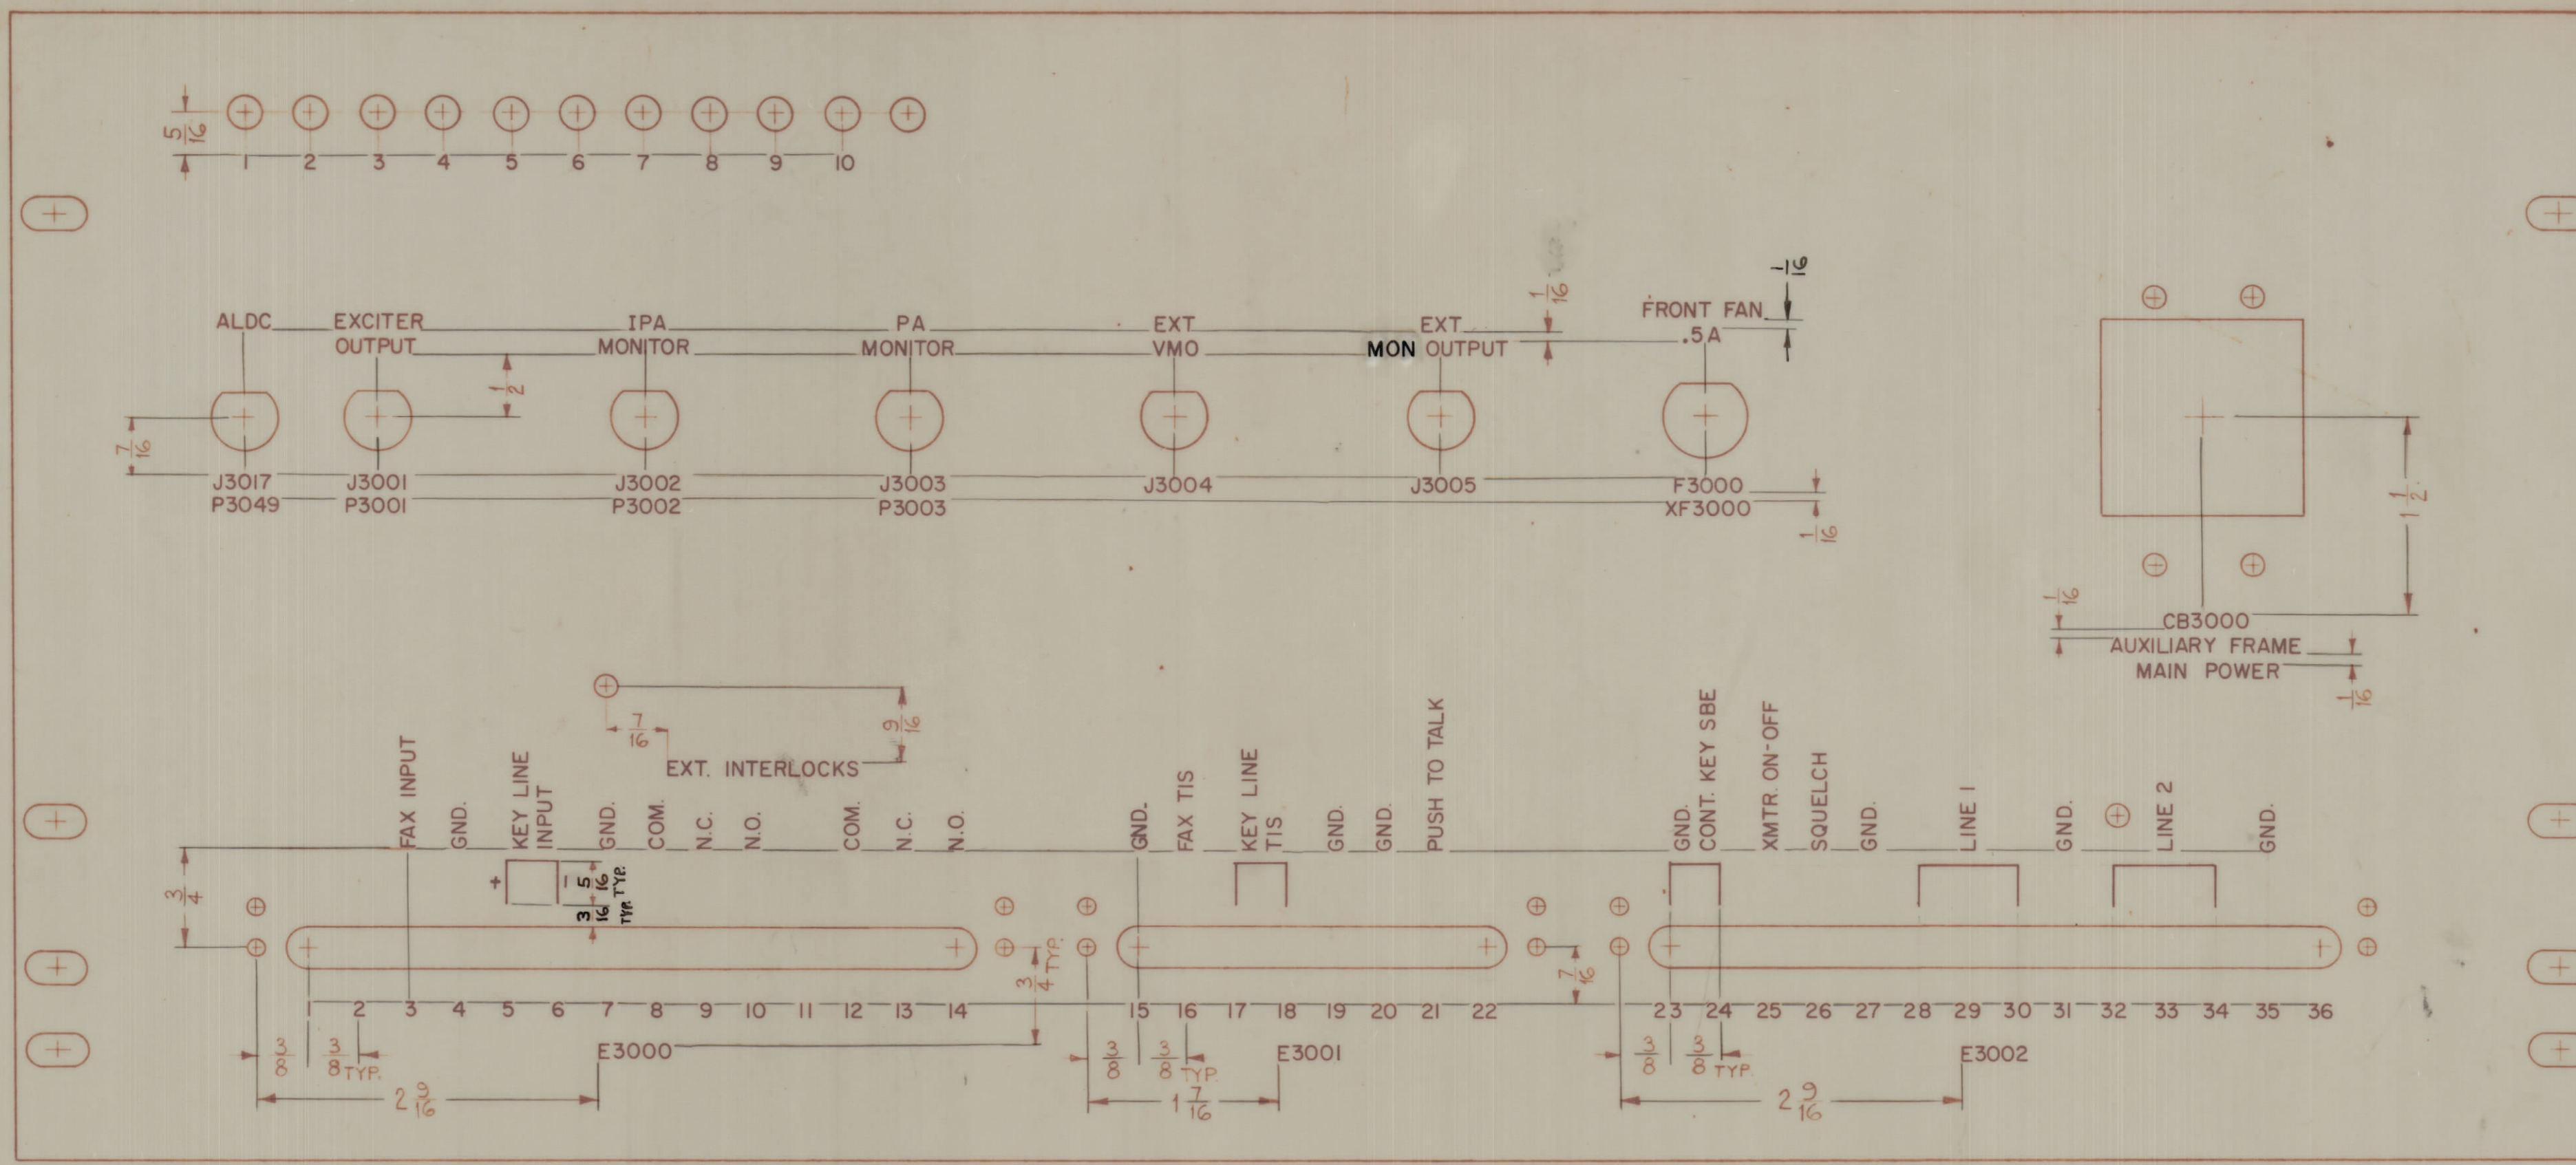 5/16
1 2 3 4 5 6 7 8 9 10
1/16
1/16
FRONT FAN
.5A
ALDC EXCITER IPA PA EXT EXT
OUTPUT MONITOR MONITOR VMO MON OUTPUT
1/2
7/16
J3017 J3001 J3002 J3003 J3004 J3005 F3000
P3049 P3001 P3002 P3003 XF3000
1/16
1 1/2
1/16
CB3000
AUXILIARY FRAME
MAIN POWER
1/16
7/16
9/16
EXT. INTERLOCKS
FAX INPUT
GND.
KEY LINE
INPUT
GND.
COM.
N.C.
N.O.
COM.
N.C.
N.O.
GND.
FAX TIS
KEY LINE
TIS
GND.
GND.
PUSH TO TALK
GND.
CONT. KEY SBE
XMTR. ON-OFF
SQUELCH
GND.
LINE 1
GND.
LINE 2
GND.
3/4
+ -
5/16 TYP.
3/16 TYP.
3/4 TYP.
7/16
1 2 3 4 5 6 7 8 9 10 11 12 13 14 15 16 17 18 19 20 21 22 23 24 25 26 27 28 29 30 31 32 33 34 35 36
3/8 3/8 TYP. E3000 3/8 3/8 TYP. E3001 3/8 3/8 TYP. E3002
2 9/16 1 7/16 2 9/16